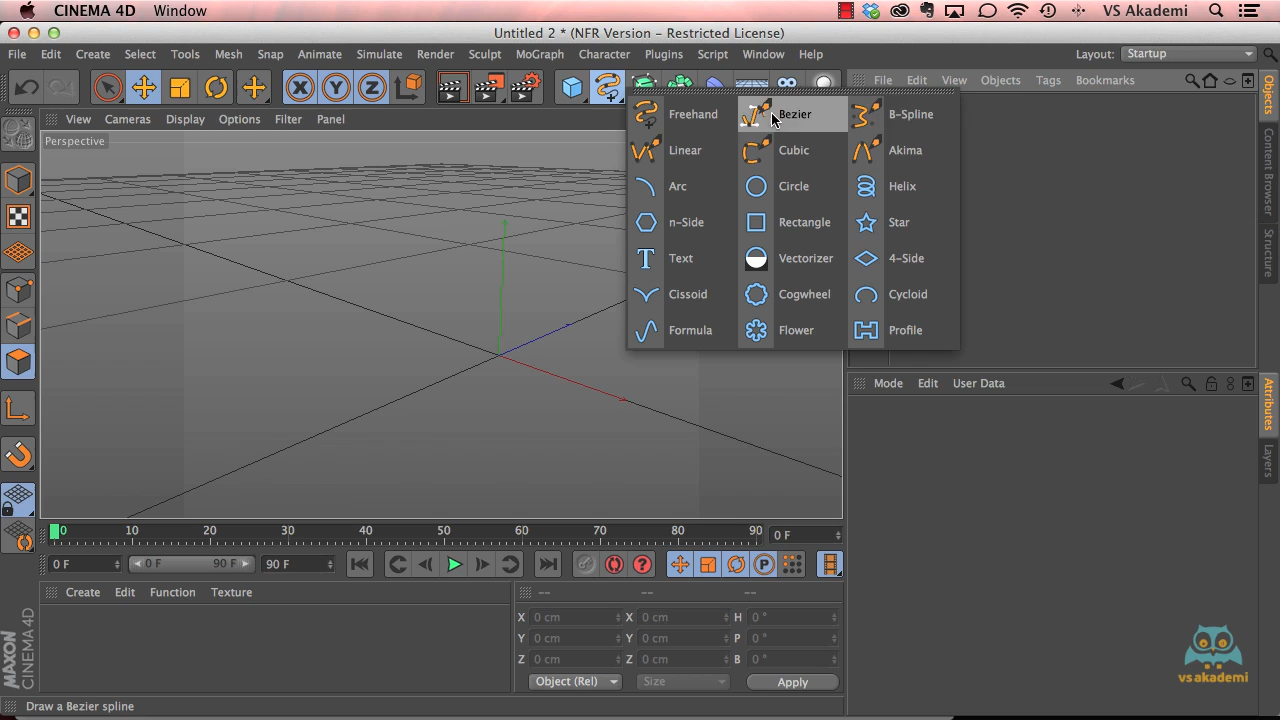 CINEMA 4D Window VS Akademi
Untitled 2 * (NFR Version - Restricted License)
File Edit Create Select Tools Mesh Snap Animate Simulate Render Sculpt MoGraph Character Plugins Script Window Help Layout: Startup
X Y Z
File Edit View Objects Tags Bookmarks
View Cameras Display Options Filter Panel
Perspective
Freehand Bezier B-Spline
Linear Cubic Akima
Arc Circle Helix
n-Side Rectangle Star
Text Vectorizer 4-Side
Cissoid Cogwheel Cycloid
Formula Flower Profile
Objects
Content Browser
Structure
Mode Edit User Data
Attributes
Layers
0 10 20 30 40 50 60 70 80 90 0 F
0 F 0 F 90 F 90 F
P
Create Edit Function Texture
-- -- --
X 0 cm X 0 cm H 0 °
Y 0 cm Y 0 cm P 0 °
Z 0 cm Z 0 cm B 0 °
Object (Rel) Size Apply
MAXON
CINEMA 4D
vsakademi
Draw a Bezier spline